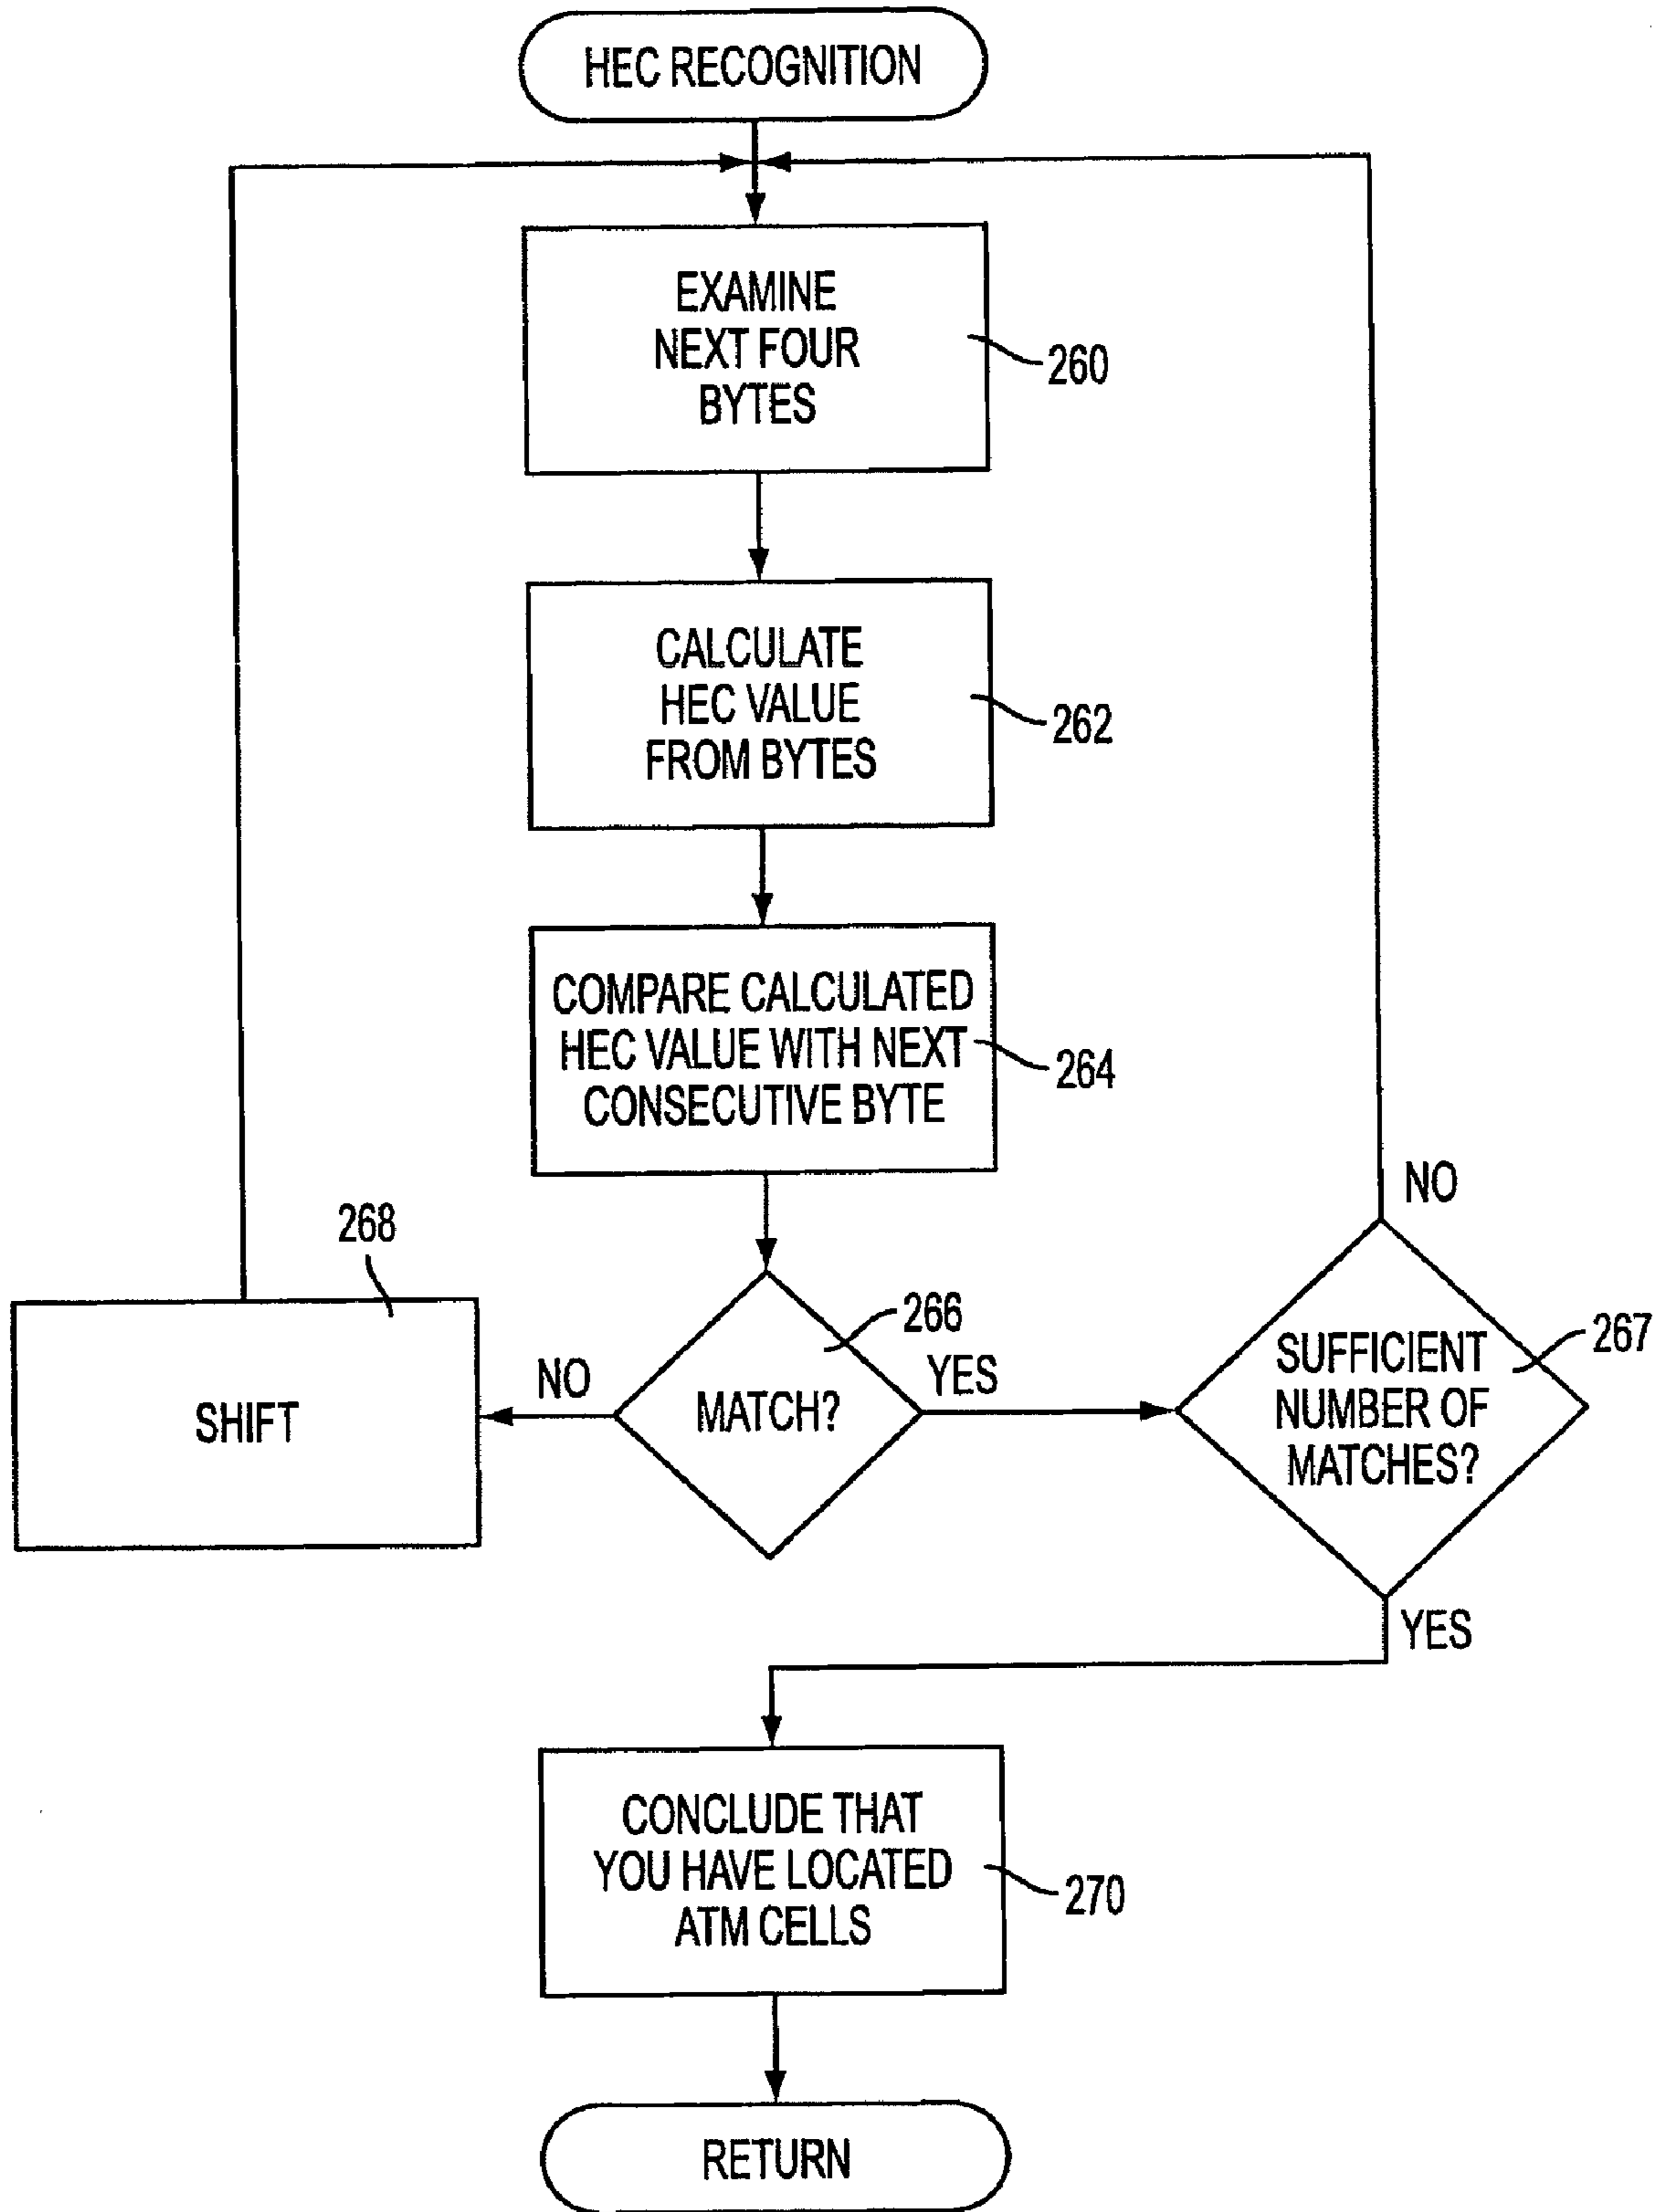 HEC RECOGNITION
EXAMINE
NEXT FOUR
BYTES
260
CALCULATE
HEC VALUE
FROM BYTES
262
COMPARE CALCULATED
HEC VALUE WITH NEXT
CONSECUTIVE BYTE
264
NO
268
266
267
SHIFT
NO
MATCH?
YES
SUFFICIENT
NUMBER OF
MATCHES?
YES
CONCLUDE THAT
YOU HAVE LOCATED
ATM CELLS
270
RETURN